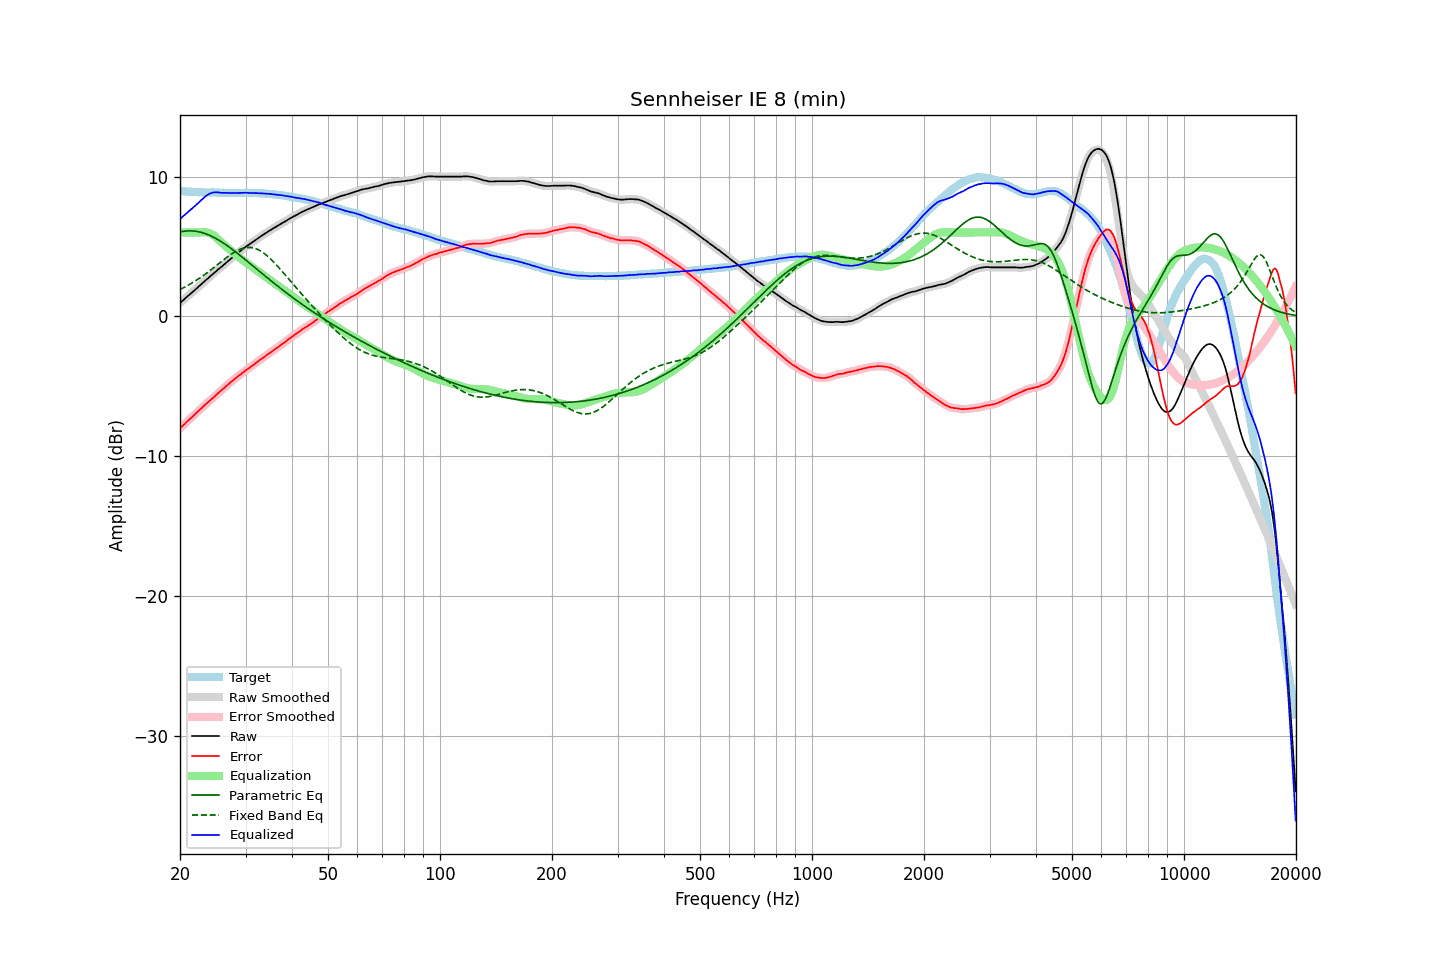 Sennheiser IE 8 (min)
10
0
−10
−20
−30
Amplitude (dBr)
Target
Raw Smoothed
Error Smoothed
Raw
Error
Equalization
Parametric Eq
Fixed Band Eq
Equalized
20 50 100 200 500 1000 2000 5000 10000 20000
Frequency (Hz)